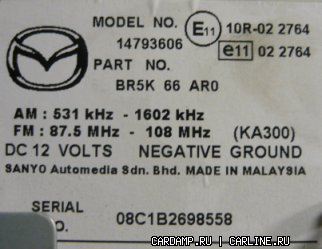 MODEL NO.
14793606
E11 10R-02 2764
e11 02 2764
PART NO.
BR5K 66 AR0
AM : 531 kHz - 1602 kHz
FM : 87.5 MHz - 108 MHz (KA300)
DC 12 VOLTS NEGATIVE GROUND
SANYO Automedia Sdn. Bhd. MADE IN MALAYSIA
SERIAL
NO. 08C1B2698558
CARDAMP.RU | CARLINE.RU